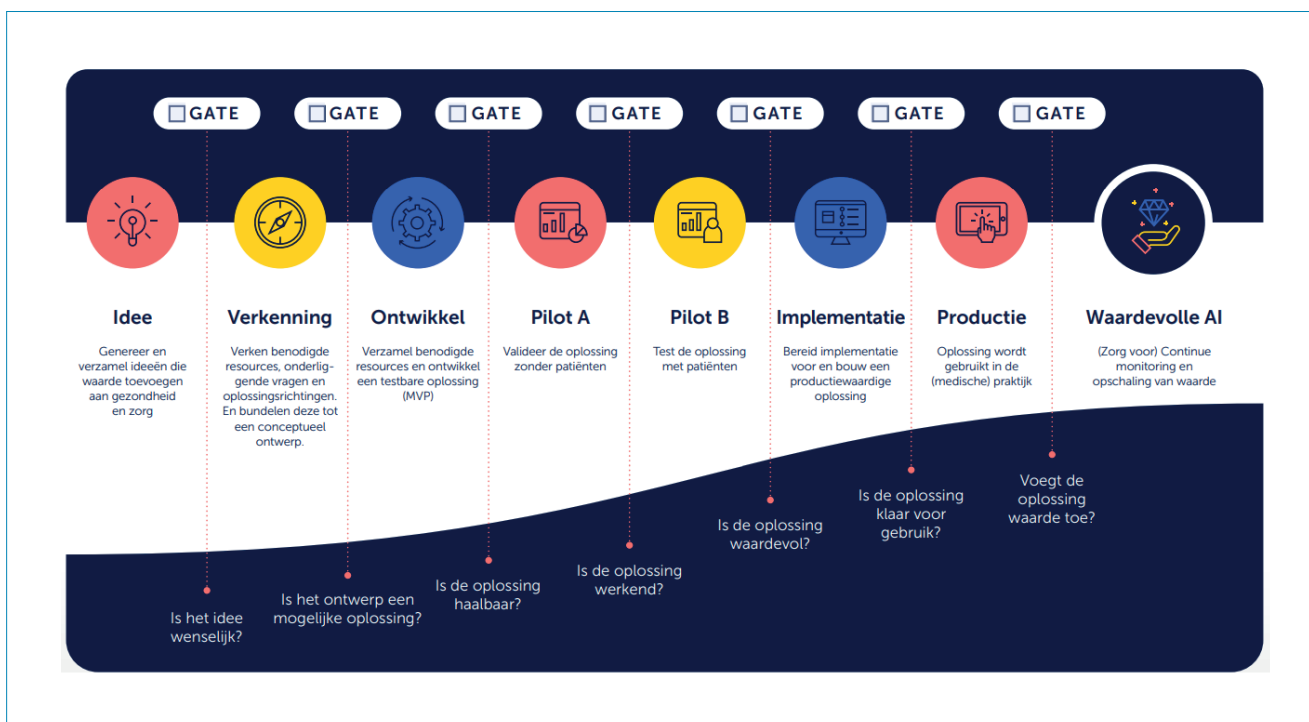 GATE
GATE
GATE
GATE
GATE
GATE
GATE
Idee
Genereer en
verzamel ideeën die
waarde toevoegen
aan gezondheid
en zorg
Verkenning
Verken benodigde
resources, onderlig-
gende vragen en
oplossingsrichtingen.
En bundelen deze tot
een conceptueel
ontwerp.
Ontwikkel
Verzamel benodigde
resources en ontwikkel
een testbare oplossing
(MVP)
Pilot A
Valideer de oplossing
zonder patiënten
Pilot B
Test de oplossing
met patiënten
Implementatie
Bereid implementatie
voor en bouw een
productiewaardige
oplossing
Productie
Oplossing wordt
gebruikt in de
(medische) praktijk
Waardevolle AI
(Zorg voor) Continue
monitoring en
opschaling van waarde
Is het idee
wenselijk?
Is het ontwerp een
mogelijke oplossing?
Is de oplossing
haalbaar?
Is de oplossing
werkend?
Is de oplossing
waardevol?
Is de oplossing
klaar voor
gebruik?
Voegt de
oplossing
waarde toe?